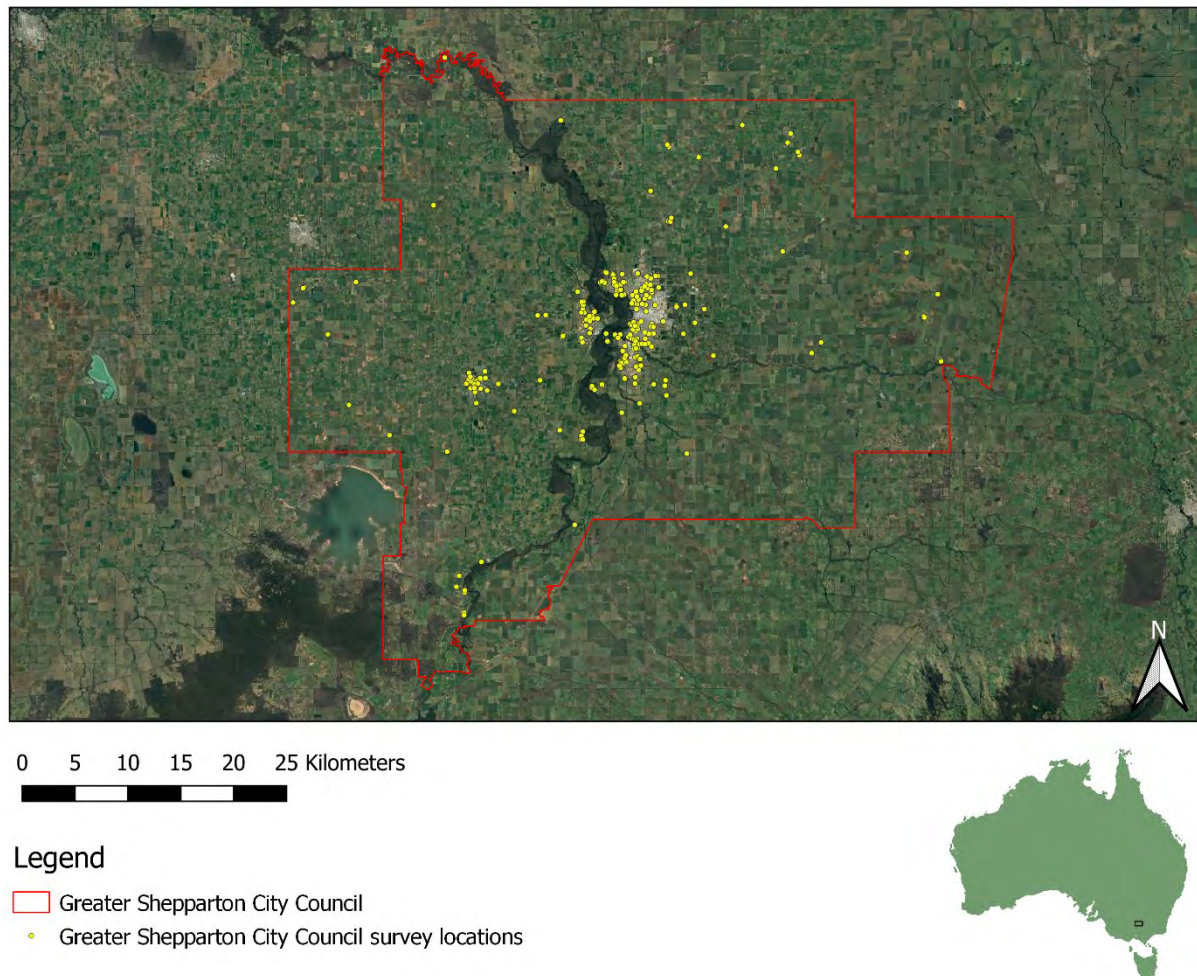 N
0 5 10 15 20 25 Kilometers
Legend
Greater Shepparton City Council
Greater Shepparton City Council survey locations